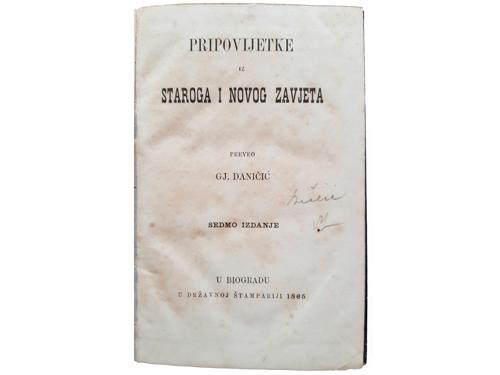 PRIPOVIJETKE
IZ
STAROGA I NOVOG ZAVJETA
PREVEO
GJ. DANIČIĆ
SEDMO IZDANJE
U BIOGRADU
U DRŽAVNOJ ŠTAMPARIJI 1865